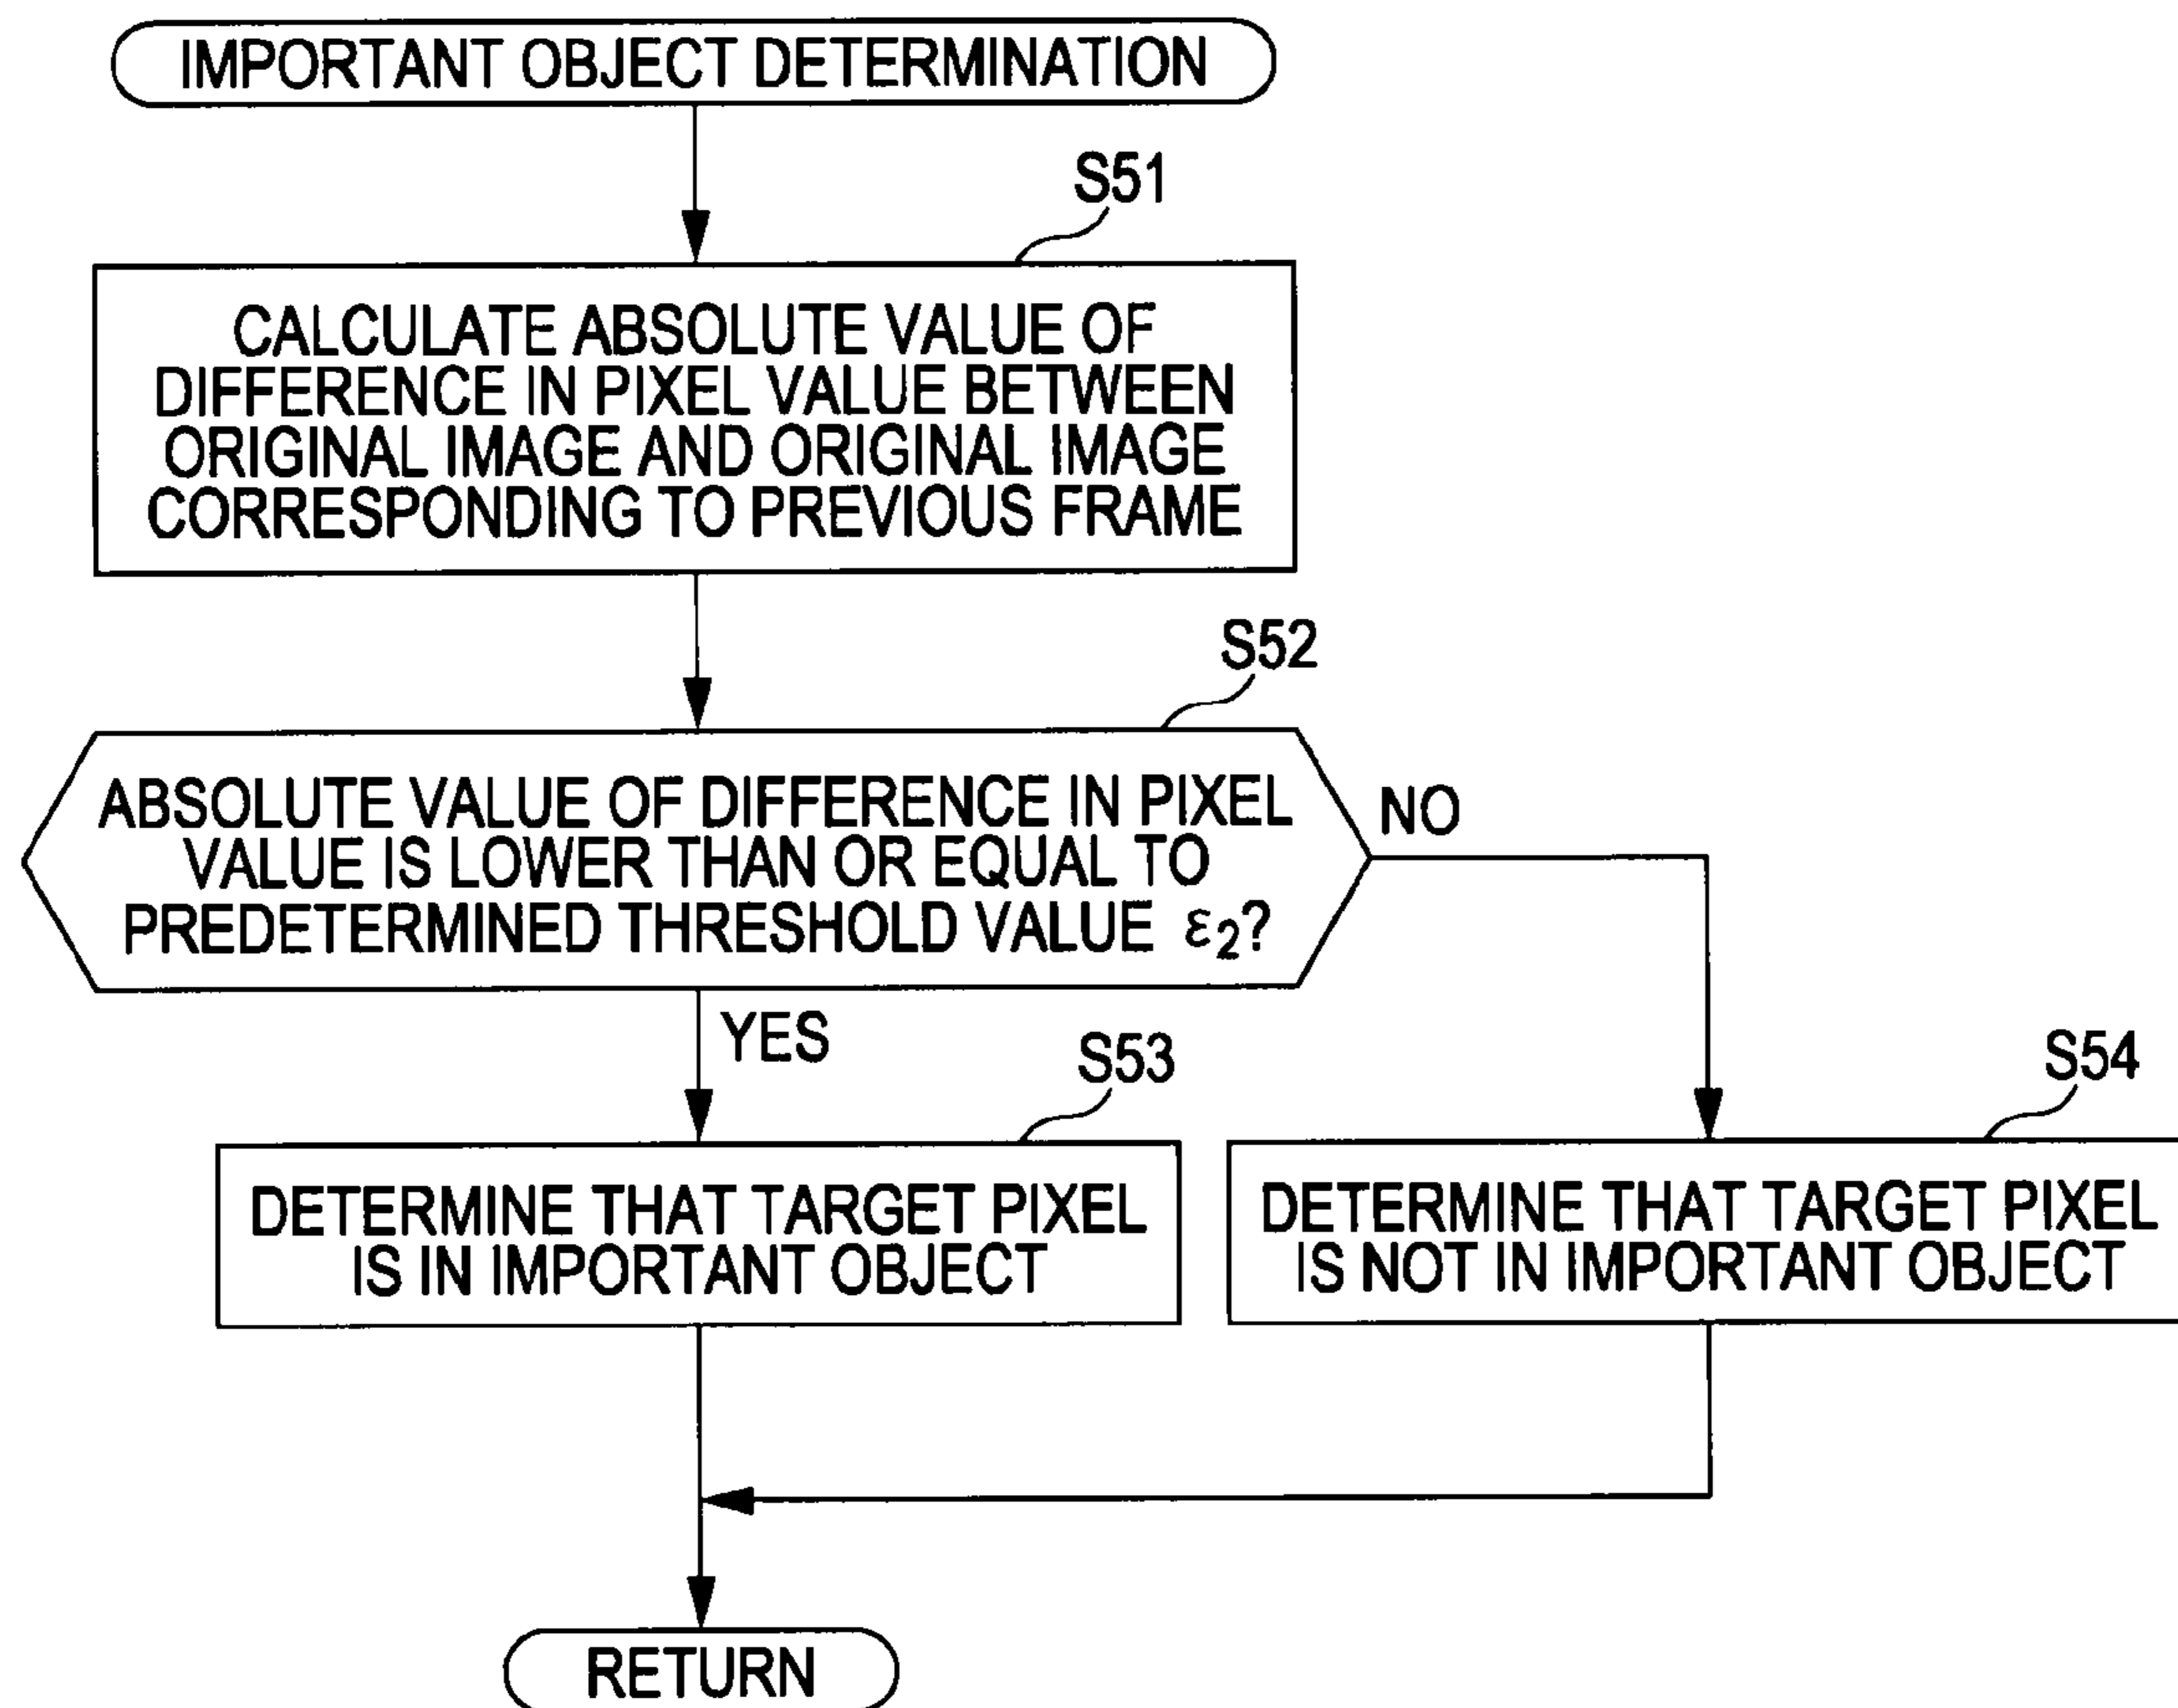 IMPORTANT OBJECT DETERMINATION
S51
CALCULATE ABSOLUTE VALUE OF
DIFFERENCE IN PIXEL VALUE BETWEEN
ORIGINAL IMAGE AND ORIGINAL IMAGE
CORRESPONDING TO PREVIOUS FRAME
S52
ABSOLUTE VALUE OF DIFFERENCE IN PIXEL
VALUE IS LOWER THAN OR EQUAL TO
PREDETERMINED THRESHOLD VALUE ε2?
NO
YES
S53
DETERMINE THAT TARGET PIXEL
IS IN IMPORTANT OBJECT
S54
DETERMINE THAT TARGET PIXEL
IS NOT IN IMPORTANT OBJECT
RETURN